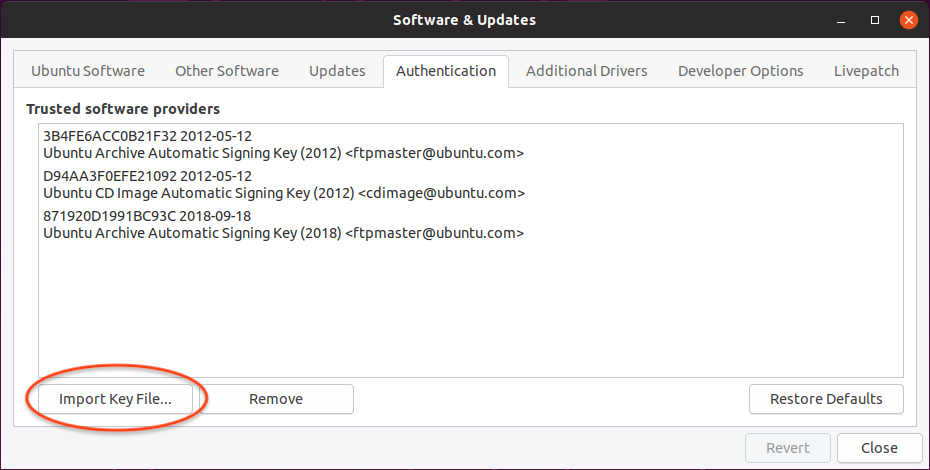 Software & Updates
Ubuntu Software
Other Software
Updates
Authentication
Additional Drivers
Developer Options
Livepatch
Trusted software providers
3B4FE6ACC0B21F32 2012-05-12
Ubuntu Archive Automatic Signing Key (2012) <ftpmaster@ubuntu.com>
D94AA3F0EFE21092 2012-05-12
Ubuntu CD Image Automatic Signing Key (2012) <cdimage@ubuntu.com>
871920D1991BC93C 2018-09-18
Ubuntu Archive Automatic Signing Key (2018) <ftpmaster@ubuntu.com>
Import Key File...
Remove
Restore Defaults
Revert
Close